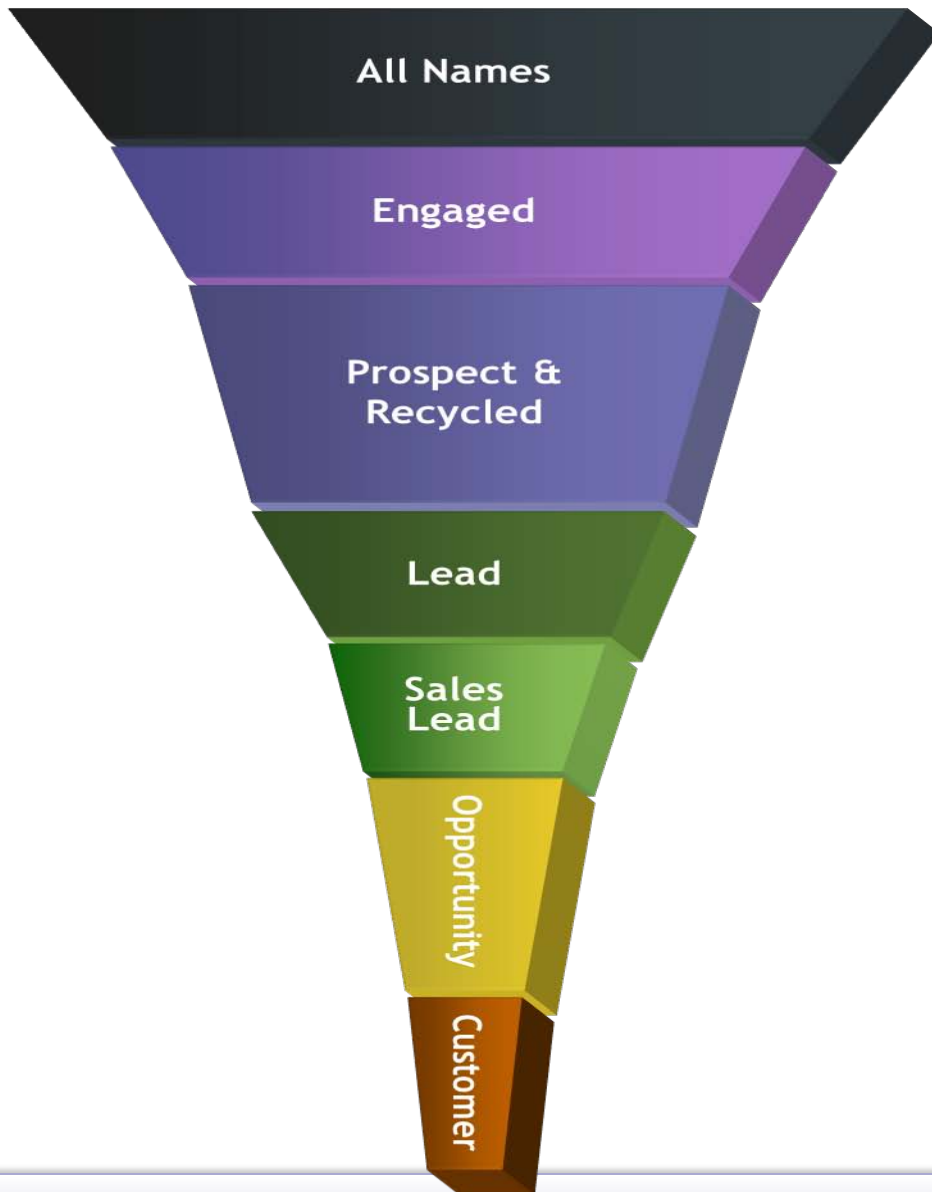 All Names
Engaged
Prospect &
Recycled
Lead
Sales
Lead
Opportunity
Customer